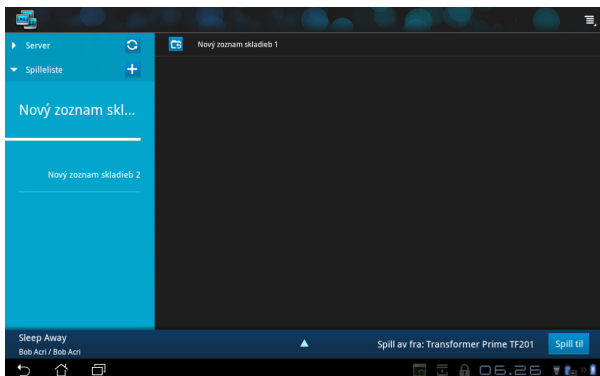 Server
Nový zoznam skladieb 1
Spilleliste
Nový zoznam skl...
Nový zoznam skladieb 2
Sleep Away
Bob Acri / Bob Acri
Spill av fra: Transformer Prime TF201
Spill til
06.26